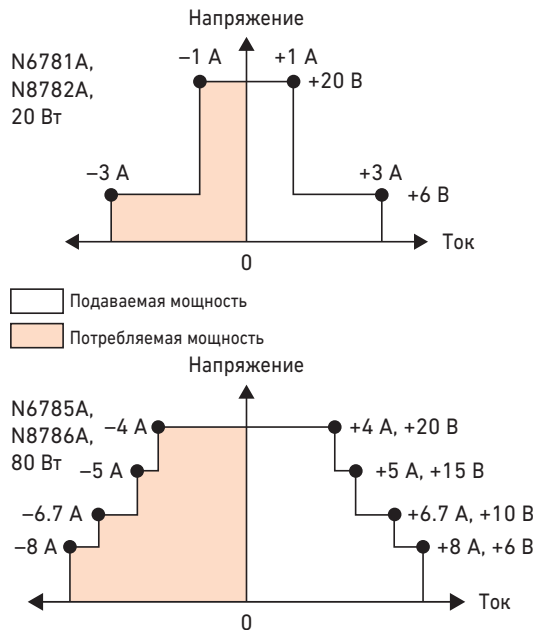 Напряжение
N6781A,
N8782A,
20 Вт
–1 А
+1 А
+20 В
–3 А
+3 А
+6 В
Ток
0
Подаваемая мощность
Потребляемая мощность
Напряжение
N6785A,
N8786A,
80 Вт
–4 А
+4 А, +20 В
–5 А
+5 А, +15 В
–6.7 А
+6.7 А, +10 В
–8 А
+8 А, +6 В
Ток
0